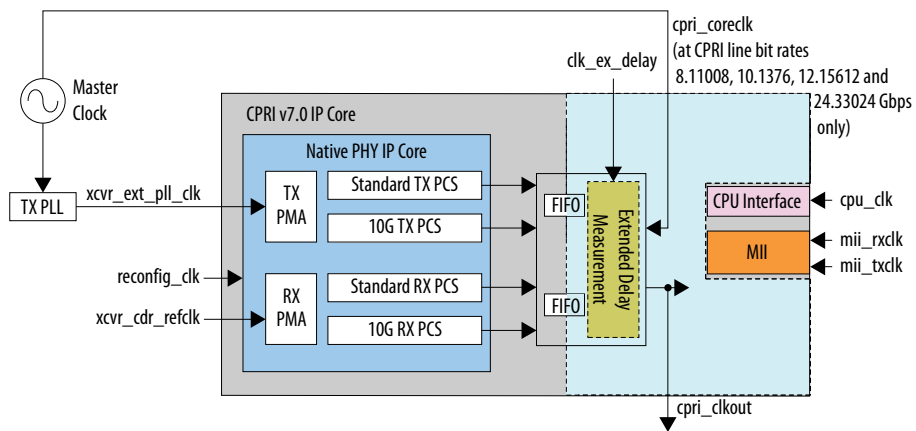 cpri_coreclk
(at CPRI line bit rates
8.11008, 10.1376, 12.15612 and
24.33024 Gbps
only)
clk_ex_delay
Master
Clock
CPRI v7.0 IP Core
Native PHY IP Core
TX PLL
xcvr_ext_pll_clk
TX
PMA
Standard TX PCS
10G TX PCS
FIFO
Extended Delay
Measurement
CPU Interface
cpu_clk
MII
mii_rxclk
mii_txclk
reconfig_clk
xcvr_cdr_refclk
RX
PMA
Standard RX PCS
10G RX PCS
FIFO
cpri_clkout